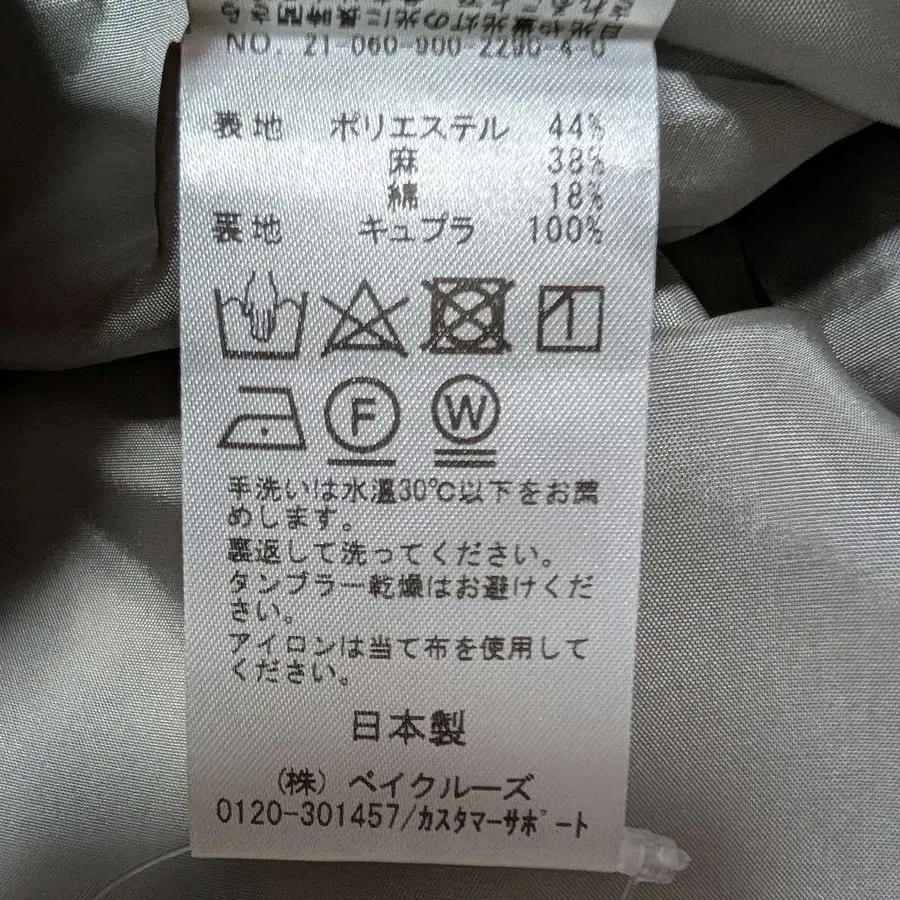 NO. 21-060-900-2290-4-0
表地 ポリエステル 44%
麻 38%
綿 18%
裏地 キュプラ 100%
F W
手洗いは水温30℃以下をお薦
めします。
裏返して洗ってください。
タンブラー乾燥はお避けくだ
さい。
アイロンは当て布を使用して
ください。
日本製
(株) ベイクルーズ
0120-301457/カスタマーサポート